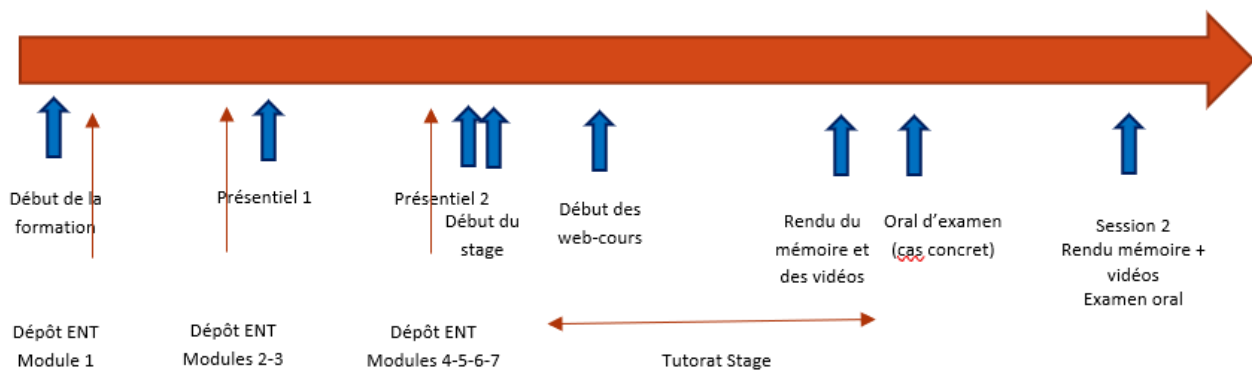 Début de la
formation
Présentiel 1
Présentiel 2
Début du
stage
Début des
web-cours
Rendu du
mémoire et
des vidéos
Oral d'examen
(cas concret)
Session 2
Rendu mémoire +
vidéos
Examen oral
Dépôt ENT
Module 1
Dépôt ENT
Modules 2-3
Dépôt ENT
Modules 4-5-6-7
Tutorat Stage